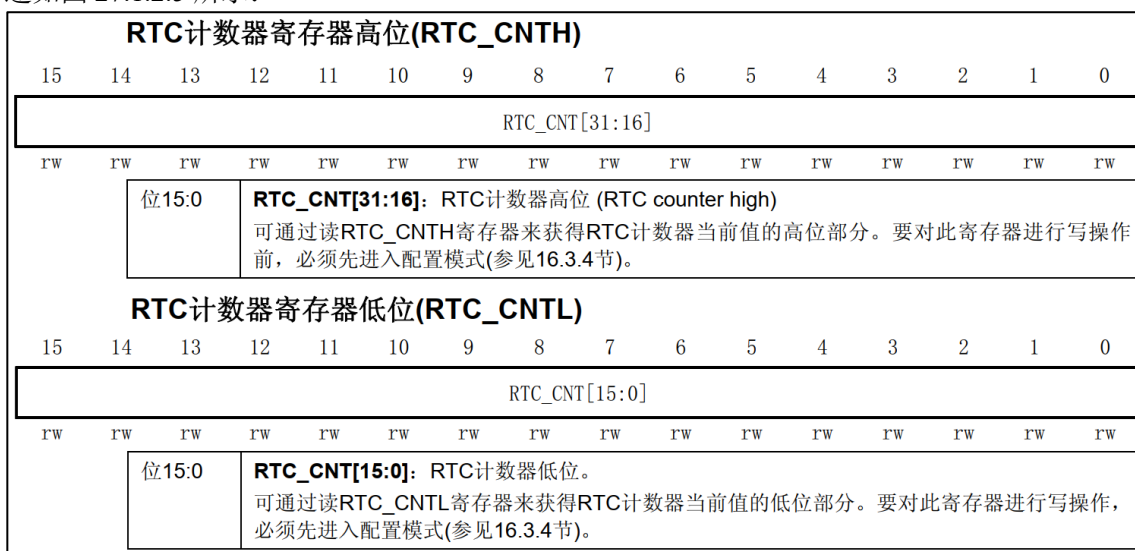 RTC计数器寄存器高位(RTC_CNTH)
15 14 13 12 11 10 9 8 7 6 5 4 3 2 1 0
RTC_CNT[31:16]
rw rw rw rw rw rw rw rw rw rw rw rw rw rw rw rw
位15:0 RTC_CNT[31:16]：RTC计数器高位 (RTC counter high)
可通过读RTC_CNTH寄存器来获得RTC计数器当前值的高位部分。要对此寄存器进行写操作
前，必须先进入配置模式(参见16.3.4节)。
RTC计数器寄存器低位(RTC_CNTL)
15 14 13 12 11 10 9 8 7 6 5 4 3 2 1 0
RTC_CNT[15:0]
rw rw rw rw rw rw rw rw rw rw rw rw rw rw rw rw
位15:0 RTC_CNT[15:0]：RTC计数器低位。
可通过读RTC_CNTL寄存器来获得RTC计数器当前值的低位部分。要对此寄存器进行写操作，
必须先进入配置模式(参见16.3.4节)。